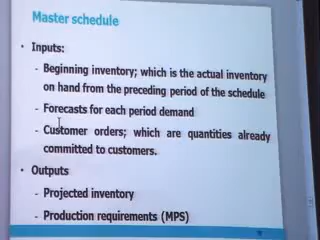 Master schedule
• Inputs:
- Beginning inventory; which is the actual inventory
on hand from the preceding period of the schedule
- Forecasts for each period demand
- Customer orders; which are quantities already
committed to customers.
• Outputs
- Projected inventory
- Production requirements (MPS)